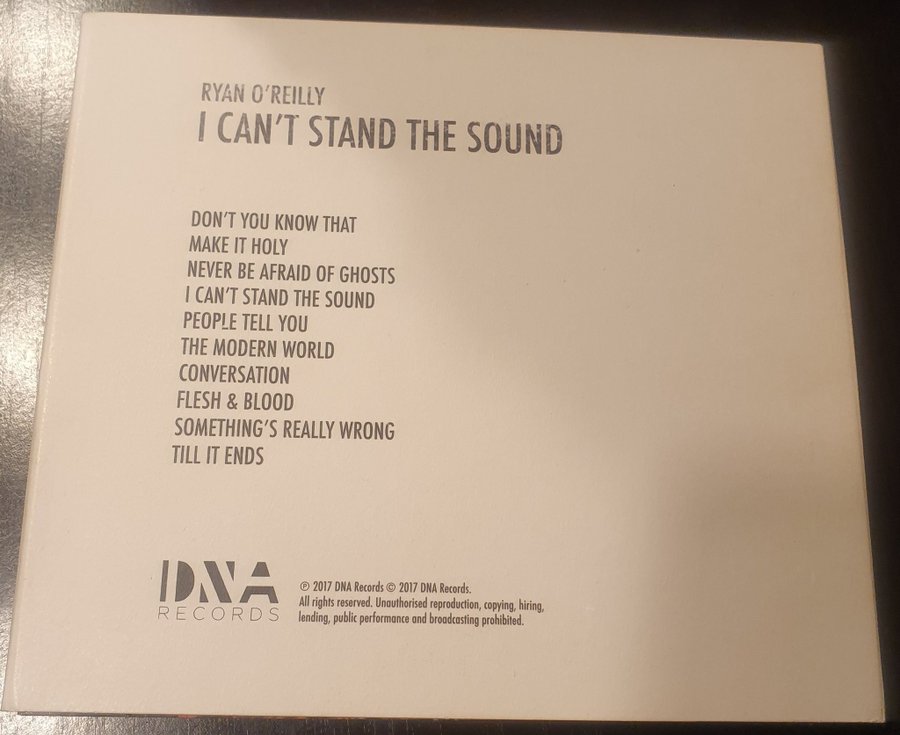 RYAN O'REILLY
I CAN'T STAND THE SOUND
DON'T YOU KNOW THAT
MAKE IT HOLY
NEVER BE AFRAID OF GHOSTS
I CAN'T STAND THE SOUND
PEOPLE TELL YOU
THE MODERN WORLD
CONVERSATION
FLESH & BLOOD
SOMETHING'S REALLY WRONG
TILL IT ENDS
DNA
RECORDS
℗ 2017 DNA Records © 2017 DNA Records.
All rights reserved. Unauthorised reproduction, copying, hiring,
lending, public performance and broadcasting prohibited.